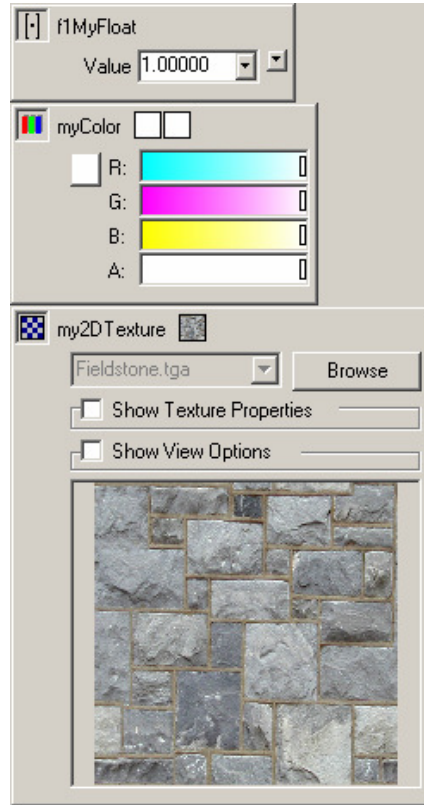 [·] f1MyFloat
Value 1.00000
myColor
R:
G:
B:
A:
my2DTexture
Fieldstone.tga Browse
Show Texture Properties
Show View Options